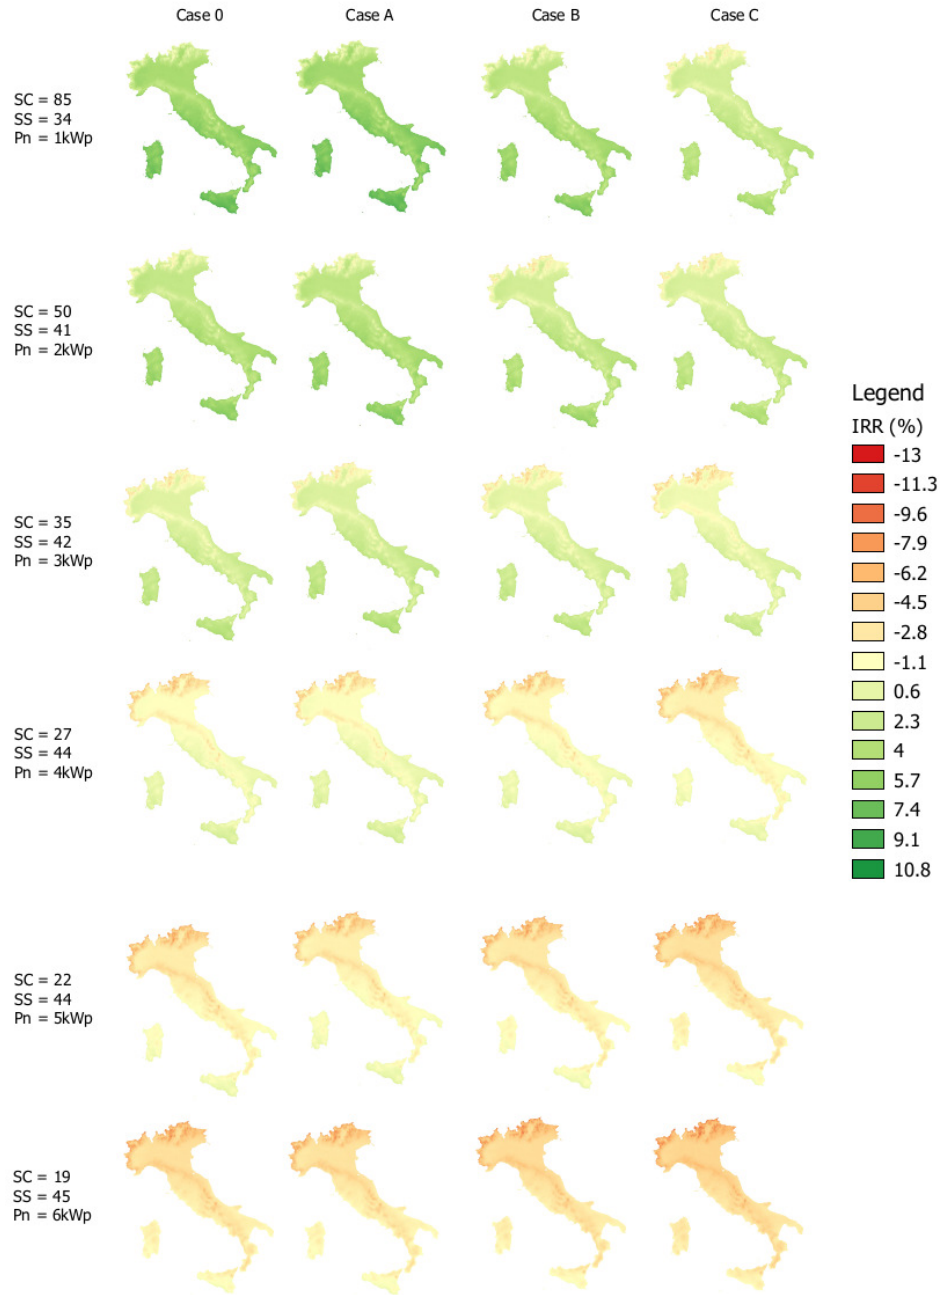 Case 0 Case A Case B Case C
SC = 85
SS = 34
Pn = 1kWp
SC = 50
SS = 41
Pn = 2kWp
SC = 35
SS = 42
Pn = 3kWp
SC = 27
SS = 44
Pn = 4kWp
SC = 22
SS = 44
Pn = 5kWp
SC = 19
SS = 45
Pn = 6kWp
Legend
IRR (%)
-13
-11.3
-9.6
-7.9
-6.2
-4.5
-2.8
-1.1
0.6
2.3
4
5.7
7.4
9.1
10.8